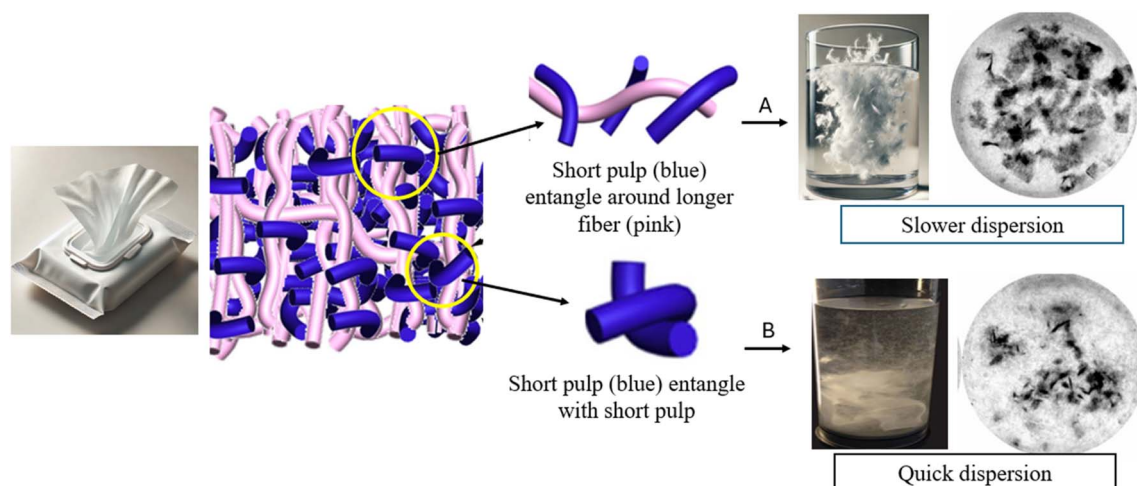 A
Short pulp (blue)
entangle around longer
fiber (pink)
Slower dispersion
B
Short pulp (blue) entangle
with short pulp
Quick dispersion